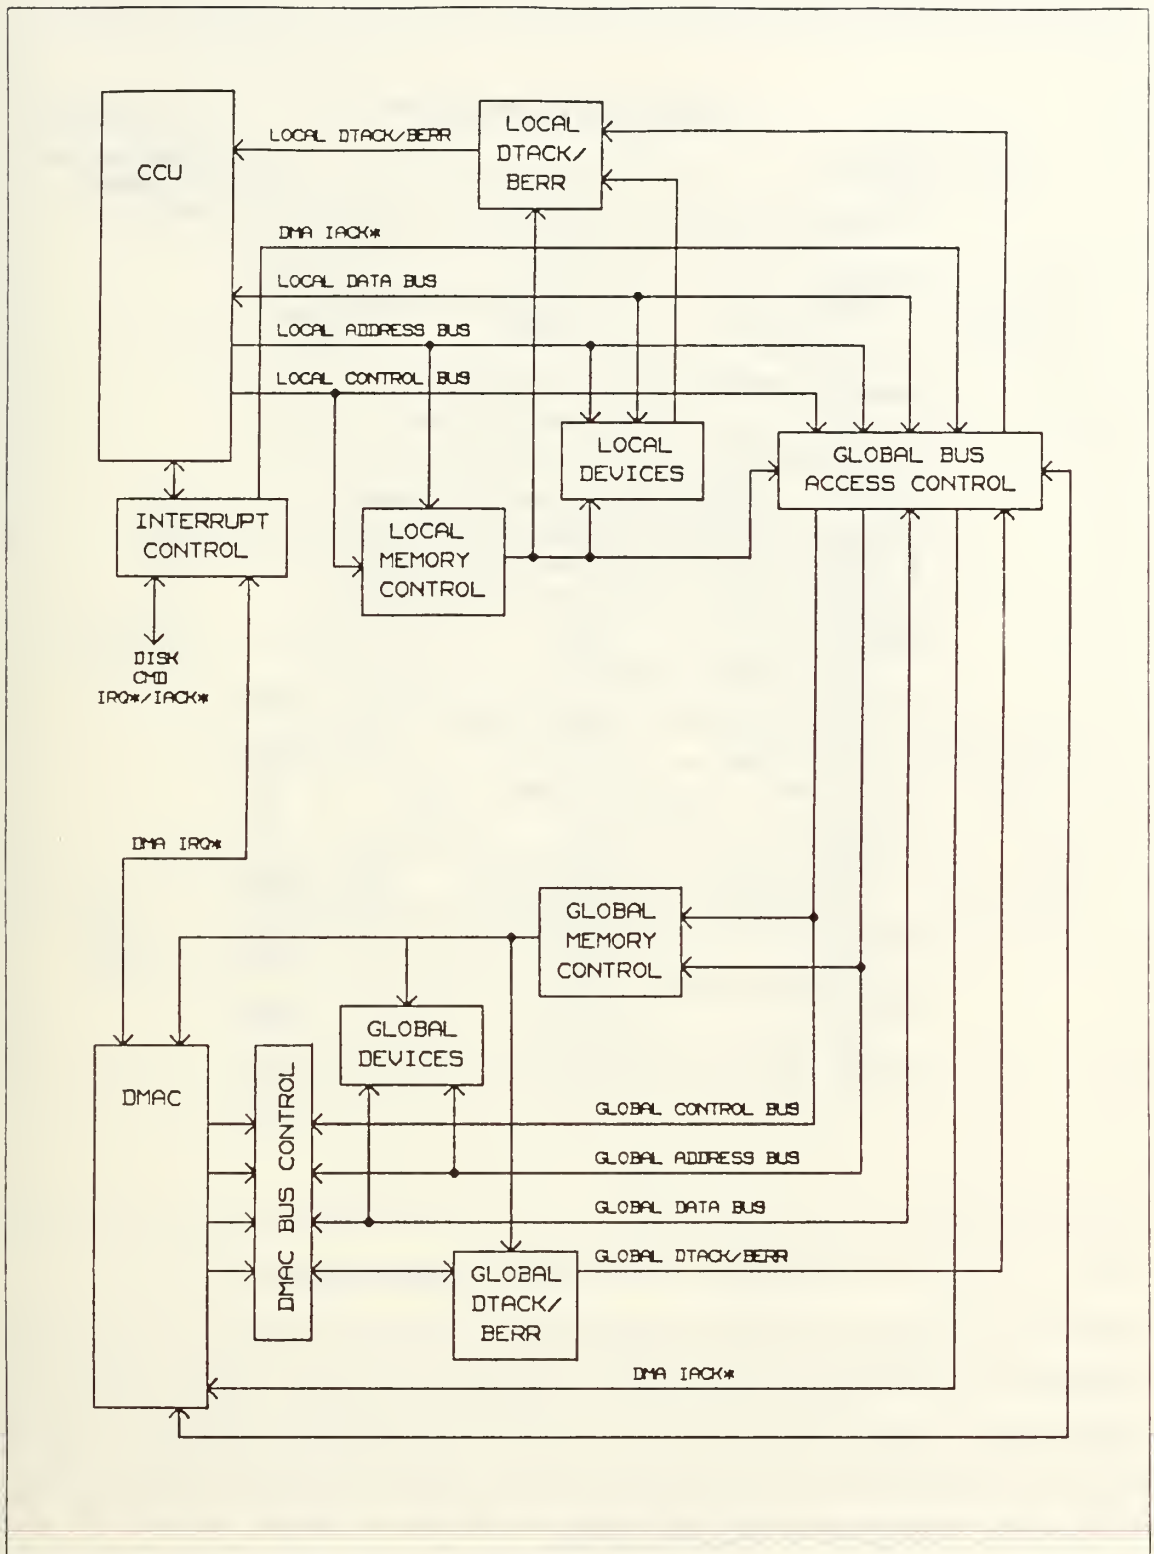 LOCAL
DTACK/
BERR
LOCAL DTACK/BERR
CCU
DMA IACK*
LOCAL DATA BUS
LOCAL ADDRESS BUS
LOCAL CONTROL BUS
LOCAL
DEVICES
GLOBAL BUS
ACCESS CONTROL
INTERRUPT
CONTROL
LOCAL
MEMORY
CONTROL
DISK
CMD
IRQ*/IACK*
DMA IRQ*
GLOBAL
MEMORY
CONTROL
GLOBAL
DEVICES
DMAC
DMAC BUS CONTROL
GLOBAL CONTROL BUS
GLOBAL ADDRESS BUS
GLOBAL DATA BUS
GLOBAL DTACK/BERR
GLOBAL
DTACK/
BERR
DMA IACK*